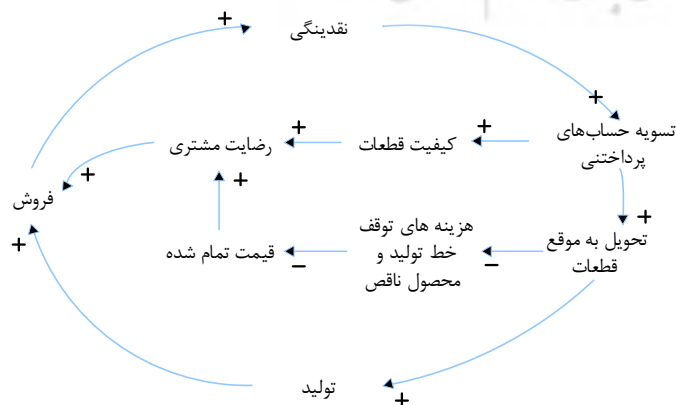 نقدینگی
تسویه حساب‌های
پرداختنی
کیفیت قطعات
رضایت مشتری
فروش
تحویل به موقع
قطعات
هزینه های توقف
خط تولید و
محصول ناقص
قیمت تمام شده
تولید
+
+
+
+
+
+
+
+
−
−
+